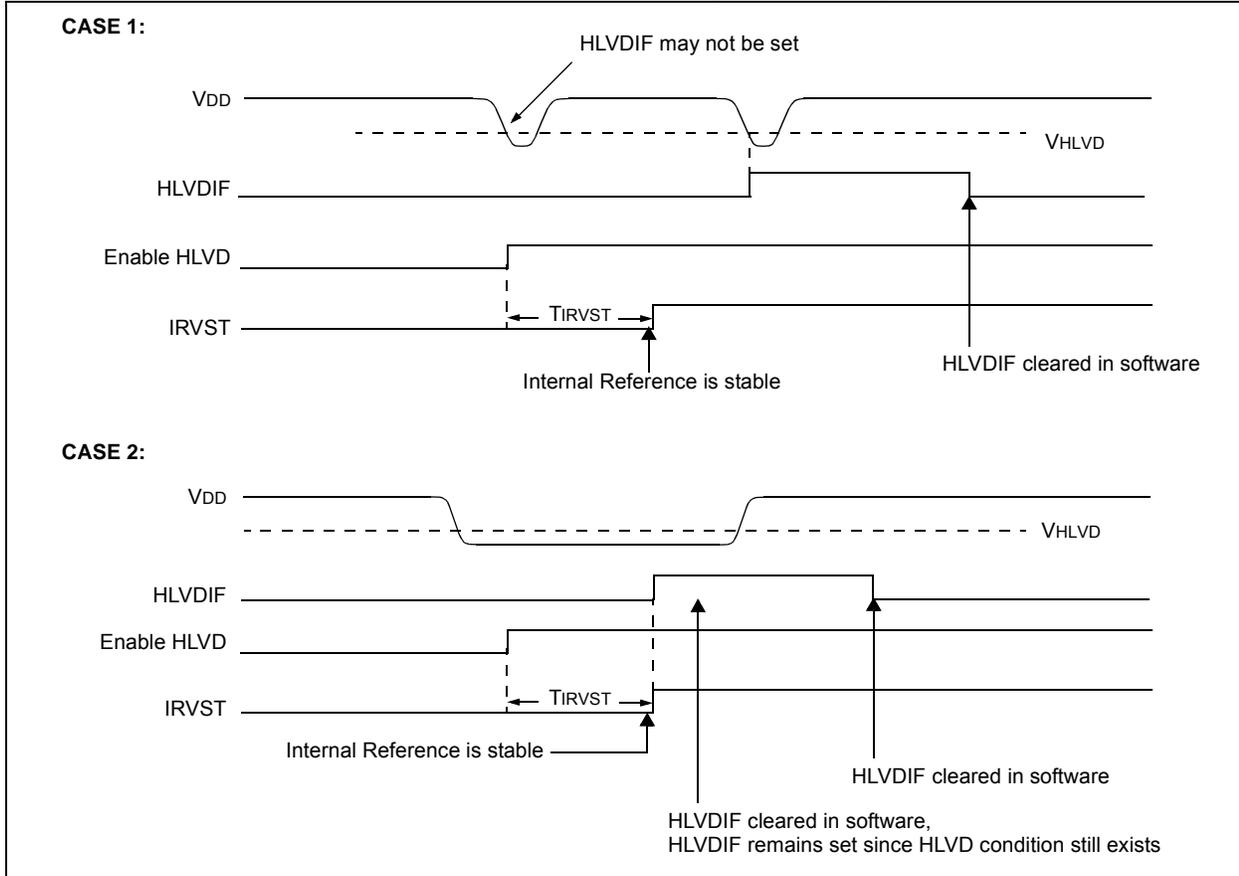 CASE 1:
HLVDIF may not be set
VDD
VHLVD
HLVDIF
Enable HLVD
TIRVST
IRVST
HLVDIF cleared in software
Internal Reference is stable
CASE 2:
VDD
VHLVD
HLVDIF
Enable HLVD
TIRVST
IRVST
Internal Reference is stable
HLVDIF cleared in software
HLVDIF cleared in software,
HLVDIF remains set since HLVD condition still exists